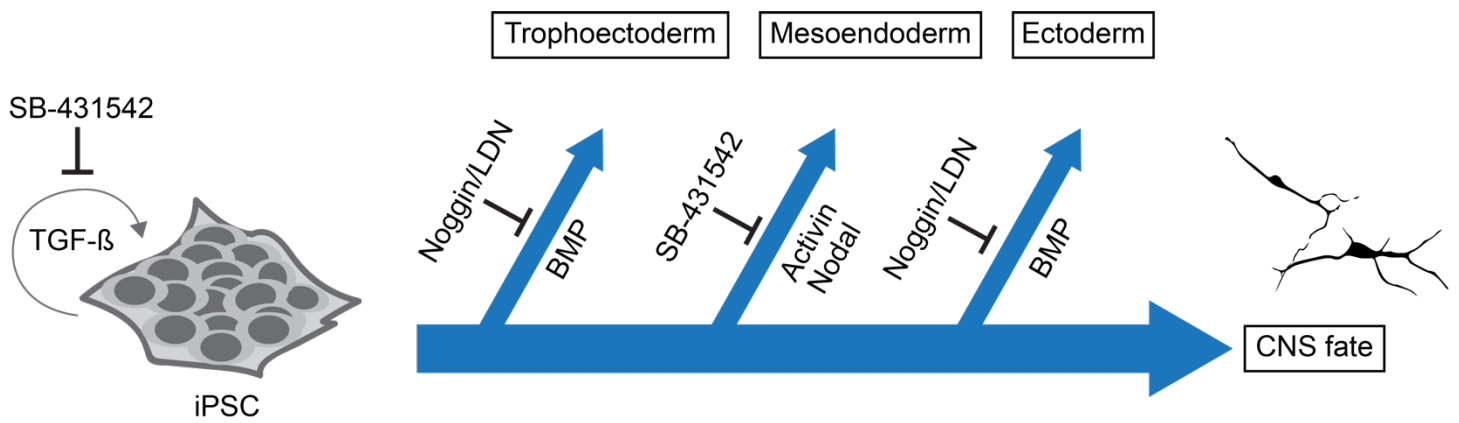 Trophoectoderm
Mesoendoderm
Ectoderm
SB-431542
TGF-ß
iPSC
Noggin/LDN
BMP
SB-431542
Activin
Nodal
Noggin/LDN
BMP
CNS fate